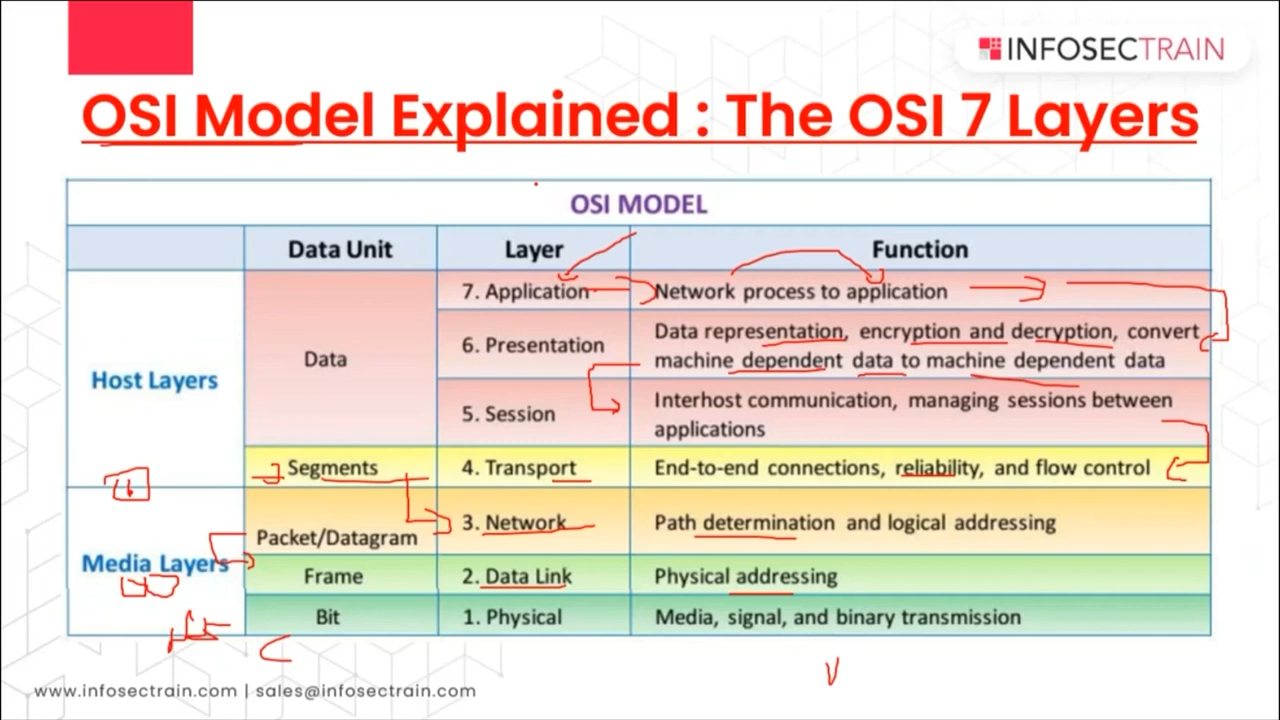 INFOSECTRAIN
OSI Model Explained : The OSI 7 Layers
OSI MODEL
Data Unit
Layer
Function
Host Layers
Data
7. Application
Network process to application
6. Presentation
Data representation, encryption and decryption, convert
machine dependent data to machine dependent data
5. Session
Interhost communication, managing sessions between
applications
Segments
4. Transport
End-to-end connections, reliability, and flow control
Media Layers
Packet/Datagram
3. Network
Path determination and logical addressing
Frame
2. Data Link
Physical addressing
Bit
1. Physical
Media, signal, and binary transmission
www.infosectrain.com | sales@infosectrain.com